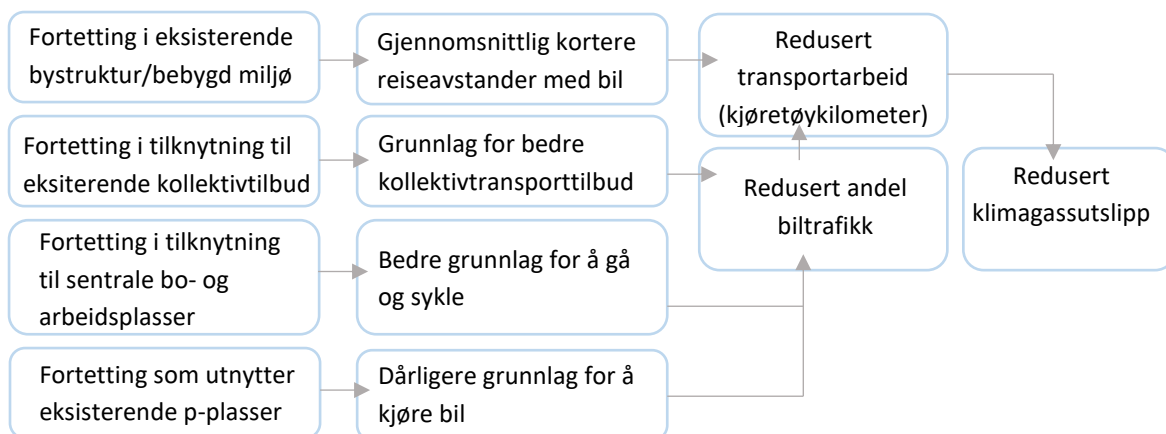 Fortetting i eksisterende
bystruktur/bebygd miljø
Gjennomsnittlig kortere
reiseavstander med bil
Redusert
transportarbeid
(kjøretøykilometer)
Fortetting i tilknytning til
eksiterende kollektivtilbud
Grunnlag for bedre
kollektivtransporttilbud
Redusert andel
biltrafikk
Redusert
klimagassutslipp
Fortetting i tilknytning
til sentrale bo- og
arbeidsplasser
Bedre grunnlag for å gå
og sykle
Fortetting som utnytter
eksisterende p-plasser
Dårligere grunnlag for å
kjøre bil